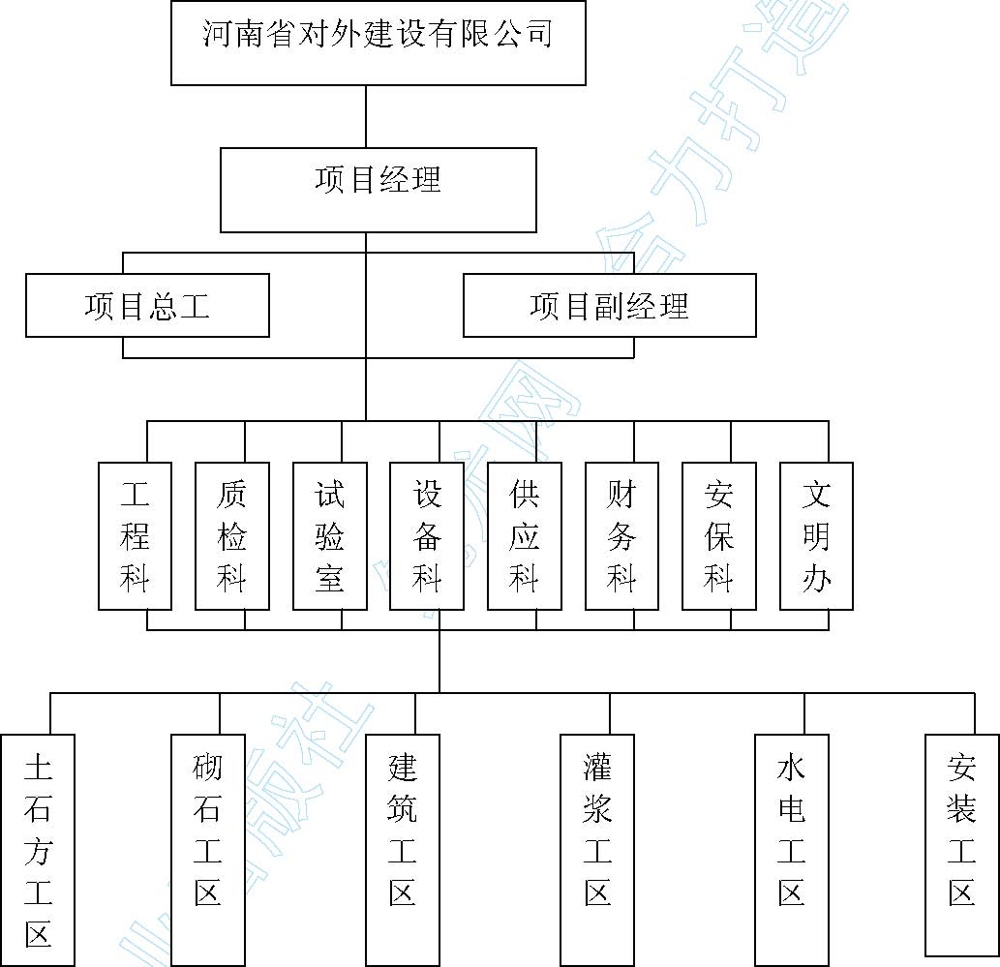 河南省对外建设有限公司
项目经理
项目总工
项目副经理
工程科
质检科
试验室
设备科
供应科
财务科
安保科
文明办
土石方工区
砌石工区
建筑工区
灌浆工区
水电工区
安装工区